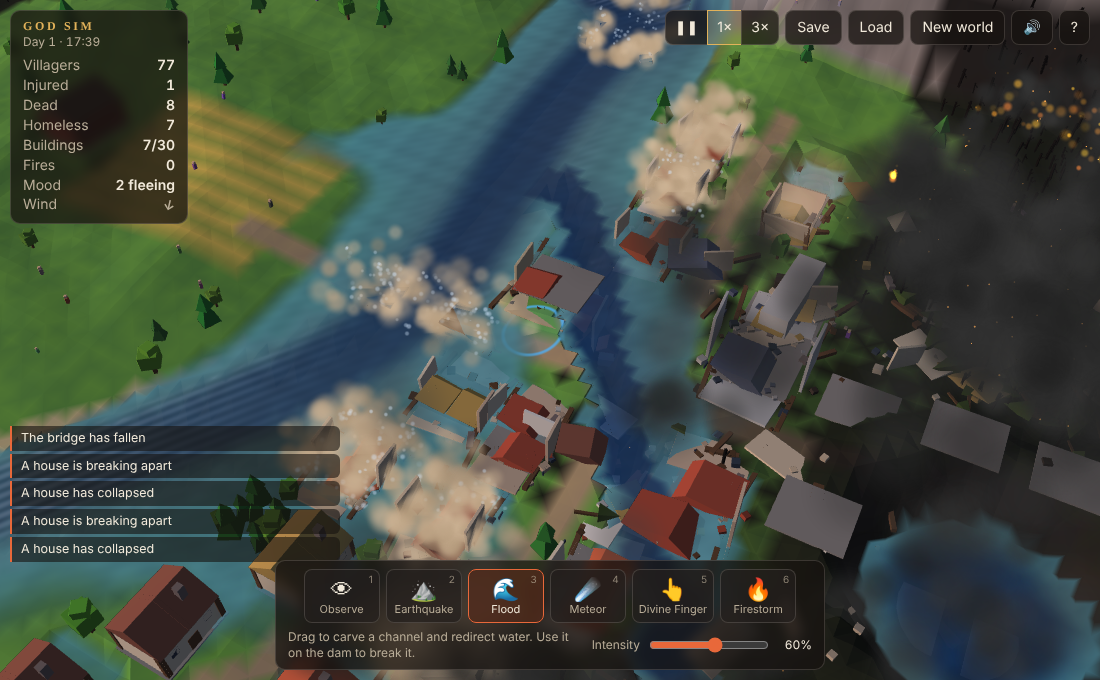 GOD SIM
Day 1 · 17:39
Villagers 77
Injured 1
Dead 8
Homeless 7
Buildings 7/30
Fires 0
Mood 2 fleeing
Wind
1× 3× Save Load New world ?
The bridge has fallen
A house is breaking apart
A house has collapsed
A house is breaking apart
A house has collapsed
1 2 3 4 5 6
Observe Earthquake Flood Meteor Divine Finger Firestorm
Drag to carve a channel and redirect water. Use it
on the dam to break it.
Intensity 60%